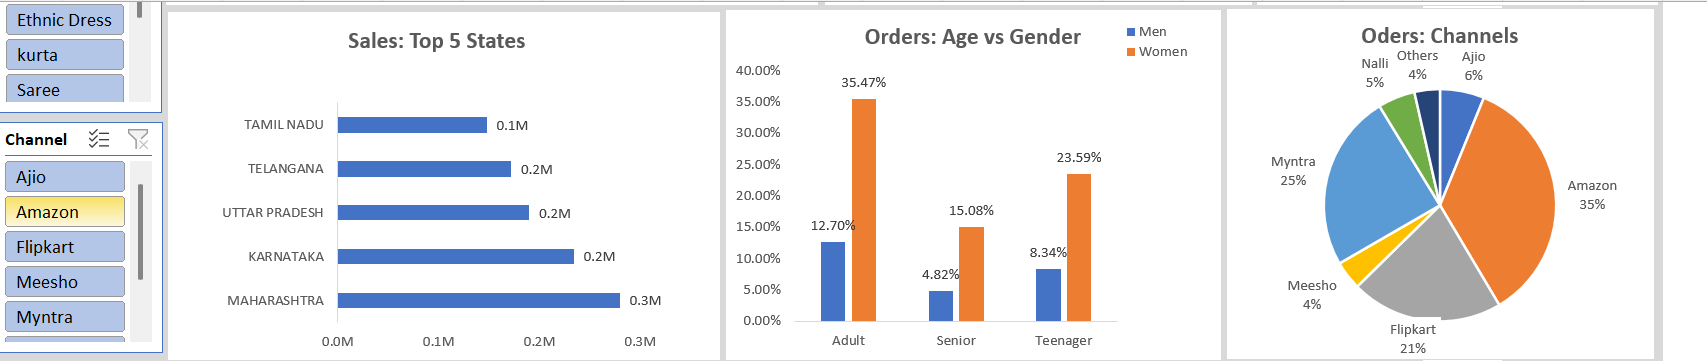 Ethnic Dress
kurta
Saree
Channel
Ajio
Amazon
Flipkart
Meesho
Myntra
Sales: Top 5 States
TAMIL NADU 0.1M
TELANGANA 0.2M
UTTAR PRADESH 0.2M
KARNATAKA 0.2M
MAHARASHTRA 0.3M
0.0M 0.1M 0.2M 0.3M
Orders: Age vs Gender
Men
Women
40.00%
35.00%
30.00%
25.00%
20.00%
15.00%
10.00%
5.00%
0.00%
35.47%
23.59%
15.08%
12.70%
8.34%
4.82%
Adult Senior Teenager
Oders: Channels
Others
4%
Ajio
6%
Nalli
5%
Myntra
25%
Amazon
35%
Meesho
4%
Flipkart
21%